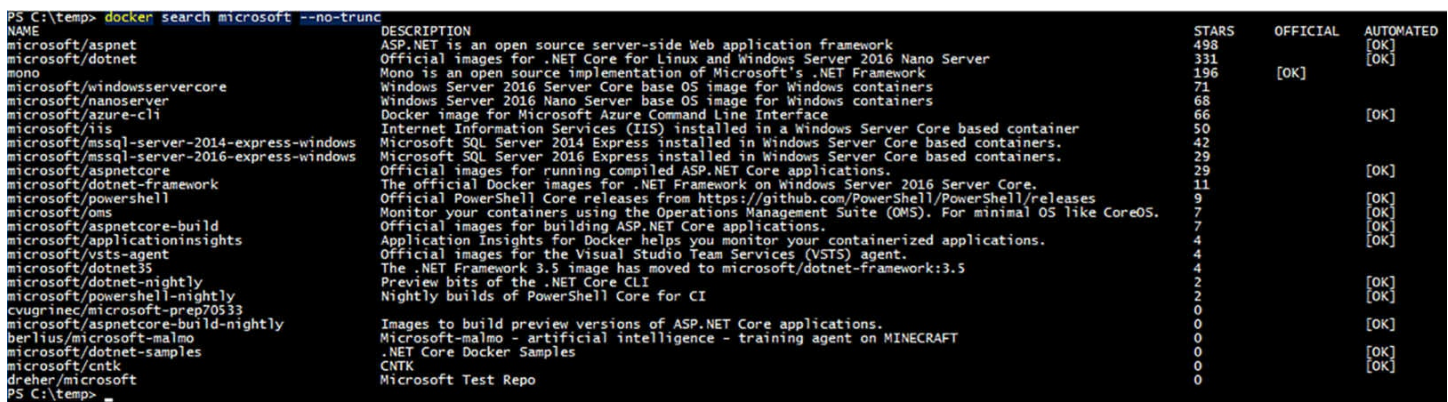 PS C:\temp> docker search microsoft --no-trunc
NAME DESCRIPTION STARS OFFICIAL AUTOMATED
microsoft/aspnet ASP.NET is an open source server-side Web application framework 498 [OK]
microsoft/dotnet Official images for .NET Core for Linux and Windows Server 2016 Nano Server 331 [OK]
mono Mono is an open source implementation of Microsoft's .NET Framework 196 [OK]
microsoft/windowsservercore Windows Server 2016 Server Core base OS image for Windows containers 71
microsoft/nanoserver Windows Server 2016 Nano Server base OS image for Windows containers 68
microsoft/azure-cli Docker image for Microsoft Azure Command Line Interface 66 [OK]
microsoft/iis Internet Information Services (IIS) installed in a Windows Server Core based container 50
microsoft/mssql-server-2014-express-windows Microsoft SQL Server 2014 Express installed in Windows Server Core based containers. 42
microsoft/mssql-server-2016-express-windows Microsoft SQL Server 2016 Express installed in Windows Server Core based containers. 29
microsoft/aspnetcore Official images for running compiled ASP.NET Core applications. 29 [OK]
microsoft/dotnet-framework The official Docker images for .NET Framework on Windows Server 2016 Server Core. 11
microsoft/powershell Official PowerShell Core releases from https://github.com/PowerShell/PowerShell/releases 9 [OK]
microsoft/oms Monitor your containers using the Operations Management Suite (OMS). For minimal OS like CoreOS. 7 [OK]
microsoft/aspnetcore-build Official images for building ASP.NET Core applications. 7 [OK]
microsoft/applicationinsights Application Insights for Docker helps you monitor your containerized applications. 4 [OK]
microsoft/vsts-agent Official images for the Visual Studio Team Services (VSTS) agent. 4
microsoft/dotnet35 The .NET Framework 3.5 image has moved to microsoft/dotnet-framework:3.5 4
microsoft/dotnet-nightly Preview bits of the .NET Core CLI 2 [OK]
microsoft/powershell-nightly Nightly builds of PowerShell Core for CI 2 [OK]
cvugrinec/microsoft-prep70533 0
microsoft/aspnetcore-build-nightly Images to build preview versions of ASP.NET Core applications. 0 [OK]
berlius/microsoft-malmo Microsoft-malmo - artificial intelligence - training agent on MINECRAFT 0
microsoft/dotnet-samples .NET Core Docker Samples 0 [OK]
microsoft/cntk CNTK 0 [OK]
dreher/microsoft Microsoft Test Repo 0
PS C:\temp>